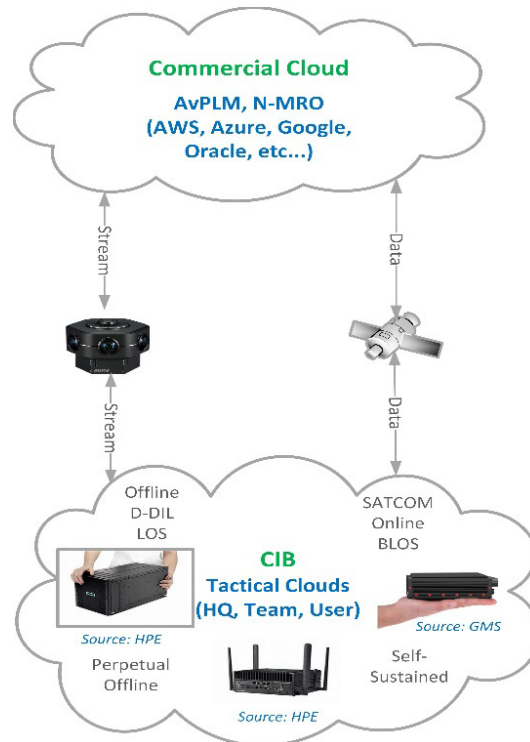 Commercial Cloud
AvPLM, N-MRO
(AWS, Azure, Google,
Oracle, etc...)
Stream
Data
Stream
Data
Offline
D-DIL
LOS
SATCOM
Online
BLOS
CIB
Tactical Clouds
(HQ, Team, User)
Source: HPE
Source: GMS
Perpetual
Offline
Self-
Sustained
Source: HPE